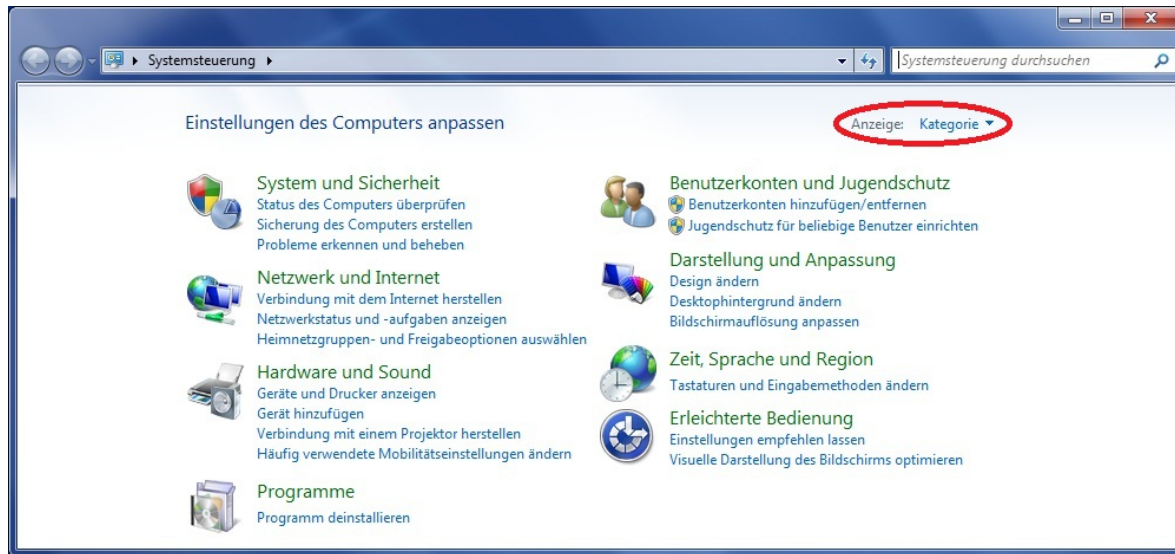 Systemsteuerung
Systemsteuerung durchsuchen
Einstellungen des Computers anpassen
Anzeige: Kategorie
System und Sicherheit
Status des Computers überprüfen
Sicherung des Computers erstellen
Probleme erkennen und beheben
Netzwerk und Internet
Verbindung mit dem Internet herstellen
Netzwerkstatus und -aufgaben anzeigen
Heimnetzgruppen- und Freigabeoptionen auswählen
Hardware und Sound
Geräte und Drucker anzeigen
Gerät hinzufügen
Verbindung mit einem Projektor herstellen
Häufig verwendete Mobilitätseinstellungen ändern
Programme
Programm deinstallieren
Benutzerkonten und Jugendschutz
Benutzerkonten hinzufügen/entfernen
Jugendschutz für beliebige Benutzer einrichten
Darstellung und Anpassung
Design ändern
Desktophintergrund ändern
Bildschirmauflösung anpassen
Zeit, Sprache und Region
Tastaturen und Eingabemethoden ändern
Erleichterte Bedienung
Einstellungen empfehlen lassen
Visuelle Darstellung des Bildschirms optimieren